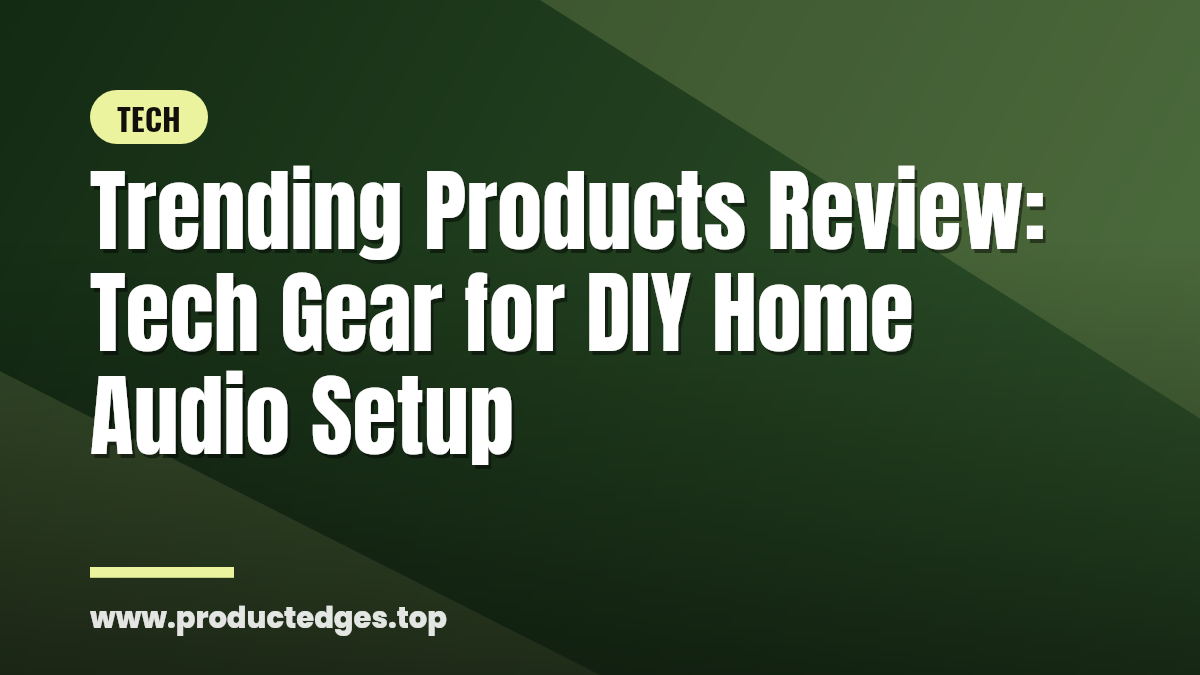 TECH
Trending Products Review:
Tech Gear for DIY Home
Audio Setup
www.productedges.top